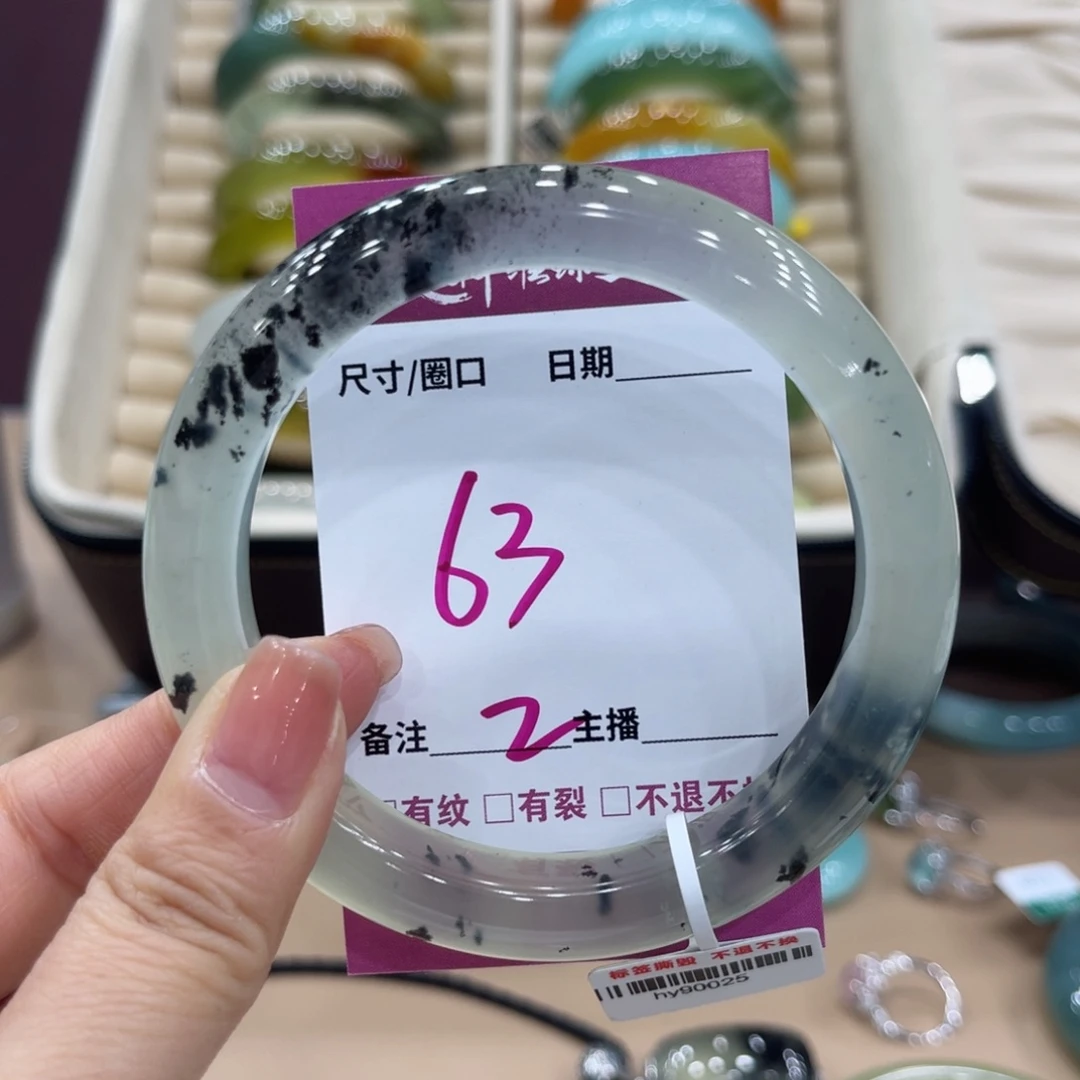 尺寸/圈口 日期
63
备注 2 主播
□有纹 □有裂 □不退不
标签撕毁 不退不换
hy90025